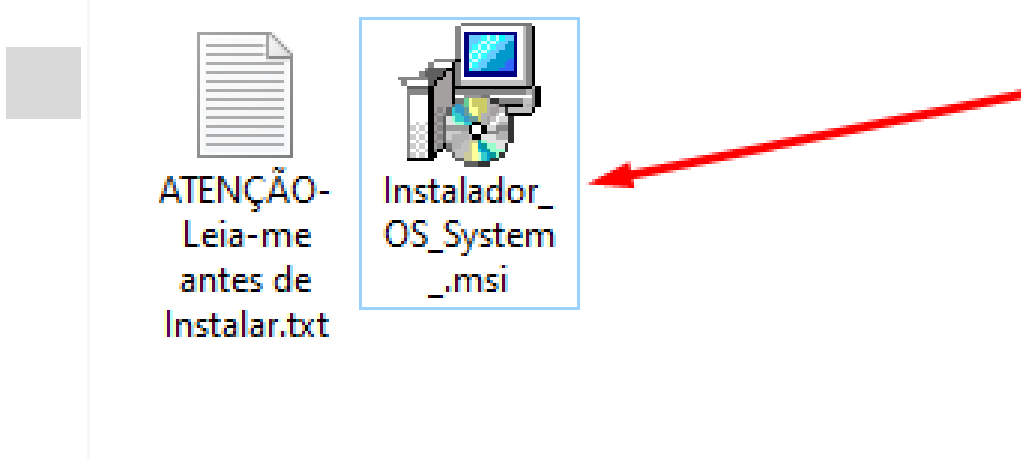 ATENÇÃO-
Leia-me
antes de
Instalar.txt
Instalador_
OS_System
_.msi